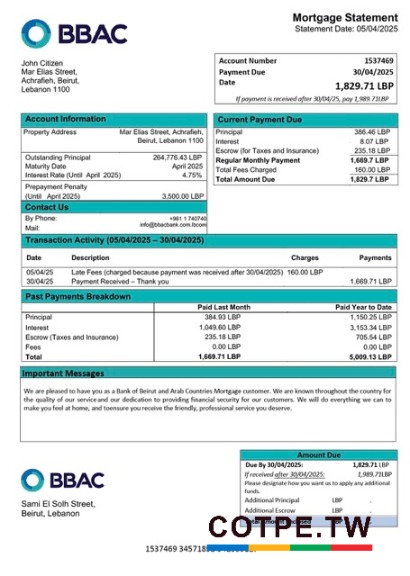 BBAC
Mortgage Statement
Statement Date: 05/04/2025
John Citizen
Mar Elias Street,
Achrafieh, Beirut,
Lebanon 1100
Account Number 1537469
Payment Due 30/04/2025
Date
1,829.71 LBP
If payment is received after 30/04/25, pay 1,989.71LBP
Account Information
Property Address Mar Elias Street, Achrafieh,
Beirut, Lebanon 1100
Outstanding Principal 264,776.43 LBP
Maturity Date April 2025
Interest Rate (Until April 2025) 4.75%
Prepayment Penalty
(Until April 2025) 3,500.00 LBP
Contact Us
By Phone: +961 1 740740
Mail: info@bbacbank.com.lbcom
Current Payment Due
Principal 386.46 LBP
Interest 8.07 LBP
Escrow (for Taxes and Insurance) 235.18 LBP
Regular Monthly Payment 1,669.7 LBP
Total Fees Charged 160.00 LBP
Total Amount Due 1,829.7 LBP
Transaction Activity (05/04/2025 – 30/04/2025)
Date Description Charges Payments
05/04/25 Late Fees (charged because payment was received after 30/04/2025) 160.00 LBP
30/04/25 Payment Received – Thank you 1,669.71 LBP
Past Payments Breakdown
Paid Last Month Paid Year to Date
Principal 384.93 LBP 1,150.25 LBP
Interest 1,049.60 LBP 3,153.34 LBP
Escrow (Taxes and Insurance) 235.18 LBP 705.54 LBP
Fees 0.00 LBP 0.00 LBP
Total 1,669.71 LBP 5,009.13 LBP
Important Messages
We are pleased to have you as a Bank of Beirut and Arab Countries Mortgage customer. We are known throughout the country for
the quality of our service and our dedication to providing financial security for our customers. We will do everything we can to
make you feel at home, and toensure you receive the friendly, professional service you deserve.
BBAC
Sami El Solh Street,
Beirut, Lebanon
Amount Due
Due By 30/04/2025: 1,829.71 LBP
If received after 30/04/2025: 1,989.71LBP
Please designate how you want us to apply any additional
funds.
Additional Principal LBP .
Additional Escrow LBP .
COTPE.TW
1537469 345718